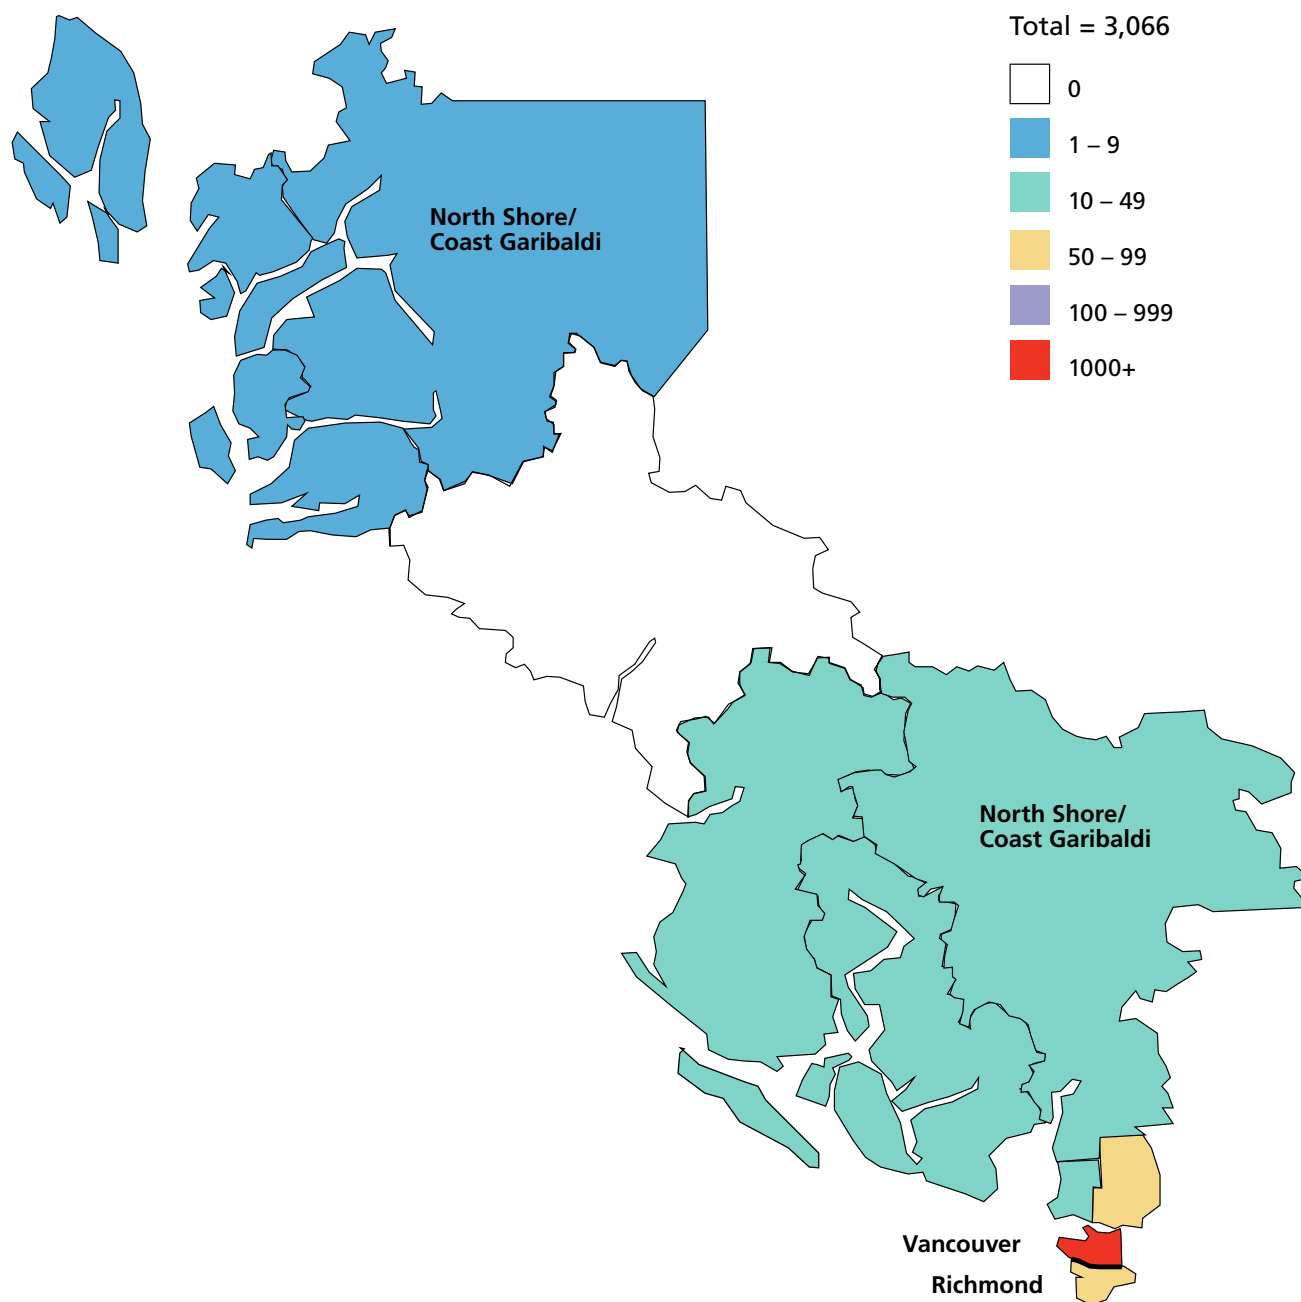 Total = 3,066
0
1 – 9
10 – 49
50 – 99
100 – 999
1000+
North Shore/
Coast Garibaldi
North Shore/
Coast Garibaldi
Vancouver
Richmond